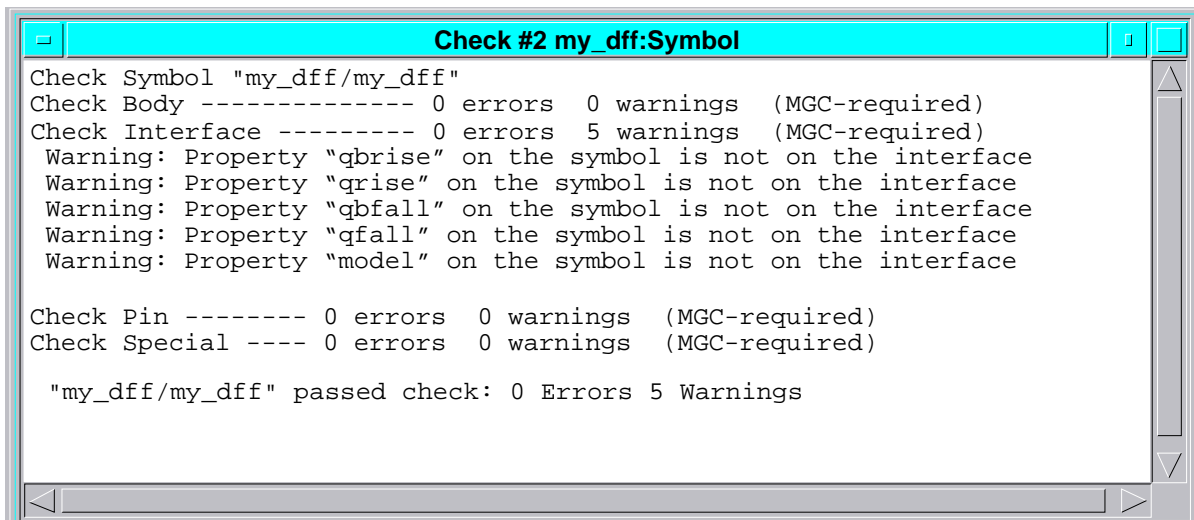 Check #2 my_dff:Symbol
Check Symbol "my_dff/my_dff"
Check Body -------------- 0 errors  0 warnings  (MGC-required)
Check Interface --------- 0 errors  5 warnings  (MGC-required)
Warning: Property “qbrise” on the symbol is not on the interface
Warning: Property “qrise” on the symbol is not on the interface
Warning: Property “qbfall” on the symbol is not on the interface
Warning: Property “qfall” on the symbol is not on the interface
Warning: Property “model” on the symbol is not on the interface
Check Pin -------- 0 errors  0 warnings  (MGC-required)
Check Special ---- 0 errors  0 warnings  (MGC-required)
"my_dff/my_dff" passed check: 0 Errors 5 Warnings